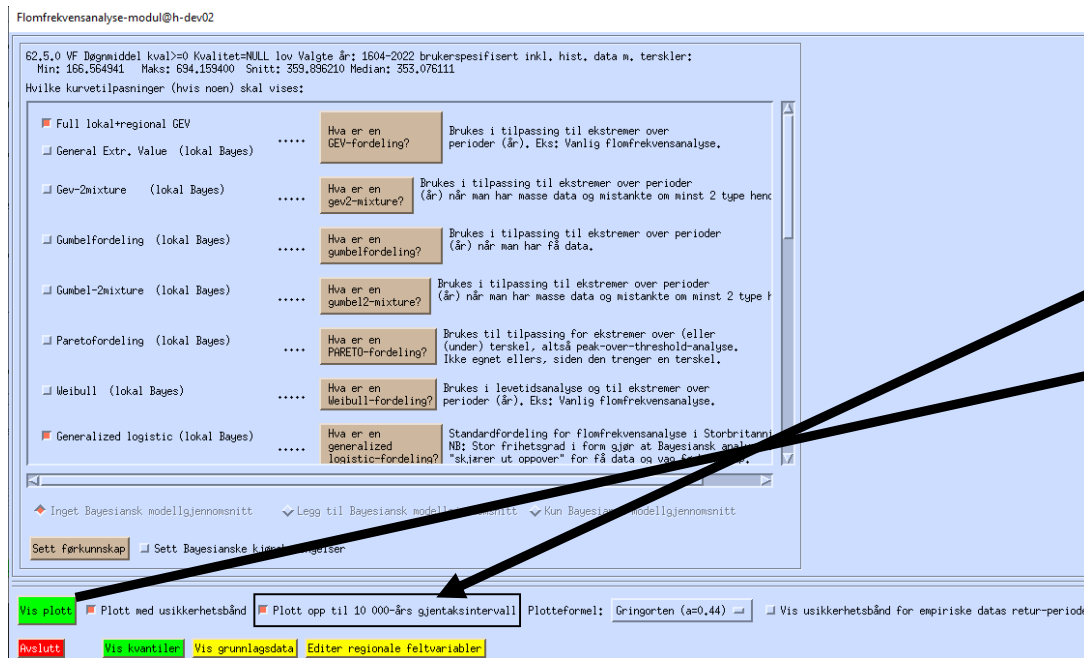 Flomfrekvensanalyse-modul@h-dev02
62.5.0 VF Døgnmiddel kval>=0 Kvalitet=NULL lov Valgte år: 1604-2022 brukerspesifisert inkl. hist. data m. terskler:
Min: 166.564941 Maks: 694.159400 Snitt: 359.896210 Median: 353.076111
Hvilke kurvetilpasninger (hvis noen) skal vises:
Full lokal+regional GEV
General Extr. Value (lokal Bayes)
.....
Hva er en
GEV-fordeling?
Brukes i tilpassing til ekstremer over
perioder (år). Eks: Vanlig flomfrekvensanalyse.
Gev-2mixture (lokal Bayes)
.....
Hva er en
gev2-mixture?
Brukes i tilpassing til ekstremer over perioder
(år) når man har masse data og mistanke om minst 2 type hend
Gumbelfordeling (lokal Bayes)
.....
Hva er en
gumbelfordeling?
Brukes i tilpassing til ekstremer over perioder
(år) når man har få data.
Gumbel-2mixture (lokal Bayes)
.....
Hva er en
gumbel2-mixture?
Brukes i tilpassing til ekstremer over perioder
(år) når man har masse data og mistankte om minst 2 type h
Paretofordeling (lokal Bayes)
....
Hva er en
PARETO-fordeling?
Brukes til tilpassing for ekstremer over (eller
(under) terskel, altså peak-over-threshold-analyse.
Ikke egnet ellers, siden den trenger en terskel.
Weibull (lokal Bayes)
.....
Hva er en
Weibull-fordeling?
Brukes i levetidsanalyse og til ekstremer over
perioder (år). Eks: Vanlig flomfrekvensanalyse.
Generalized logistic (lokal Bayes)
.....
Hva er en
generalized
logistic-fordeling?
Standardfordeling for flomfrekvensanalyse i Storbritanni
NB: Stor frihetsgrad i form gjør at Bayesiansk
"skjærer ut oppover" for få data og vag
Inget Bayesiansk modellgjennomsnitt
Legg til Bayesiansk
Kun Bayesiansk modellgjennomsnitt
Sett førkunnskap
Sett Bayesianske
Vis plott
Plott med usikkerhetsbånd
Plott opp til 10 000-års gjentaksintervall
Plotteformel:
Gringorten (a=0.44)
Vis usikkerhetsbånd for empiriske datas retur-periode
Avslutt
Vis kvantiler
Vis grunnlagsdata
Editer regionale feltvariabler